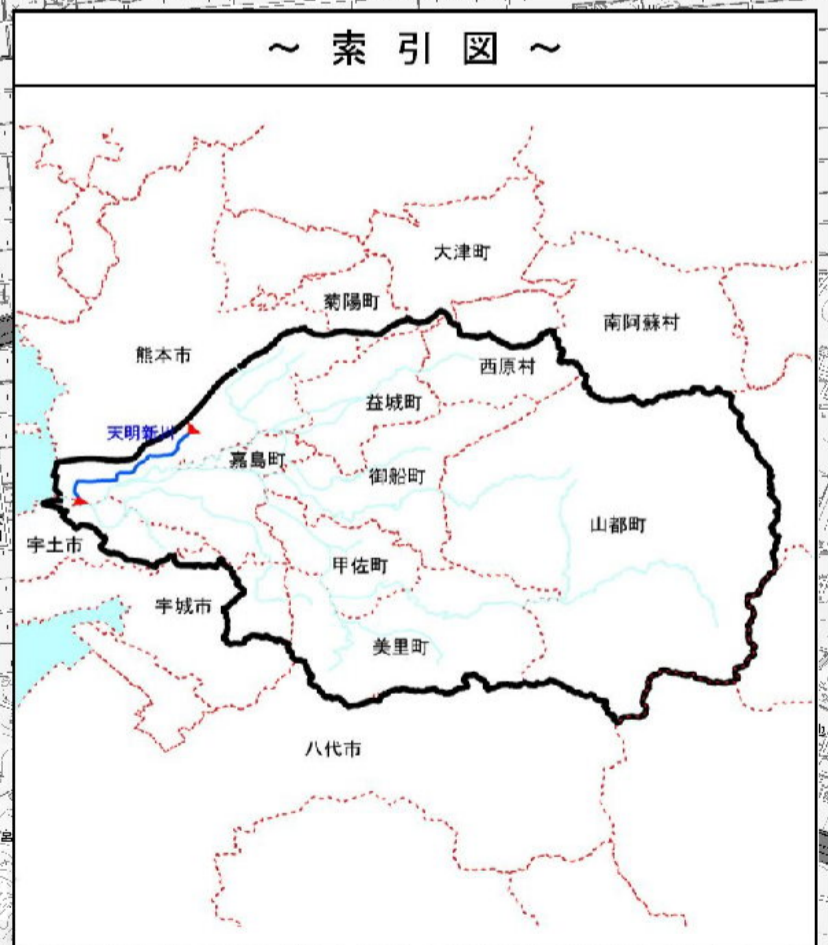 ～ 索 引 図 ～
大津町
菊陽町
南阿蘇村
熊本市
西原村
益城町
天明新川
嘉島町
御船町
山都町
宇土市
甲佐町
宇城市
美里町
八代市